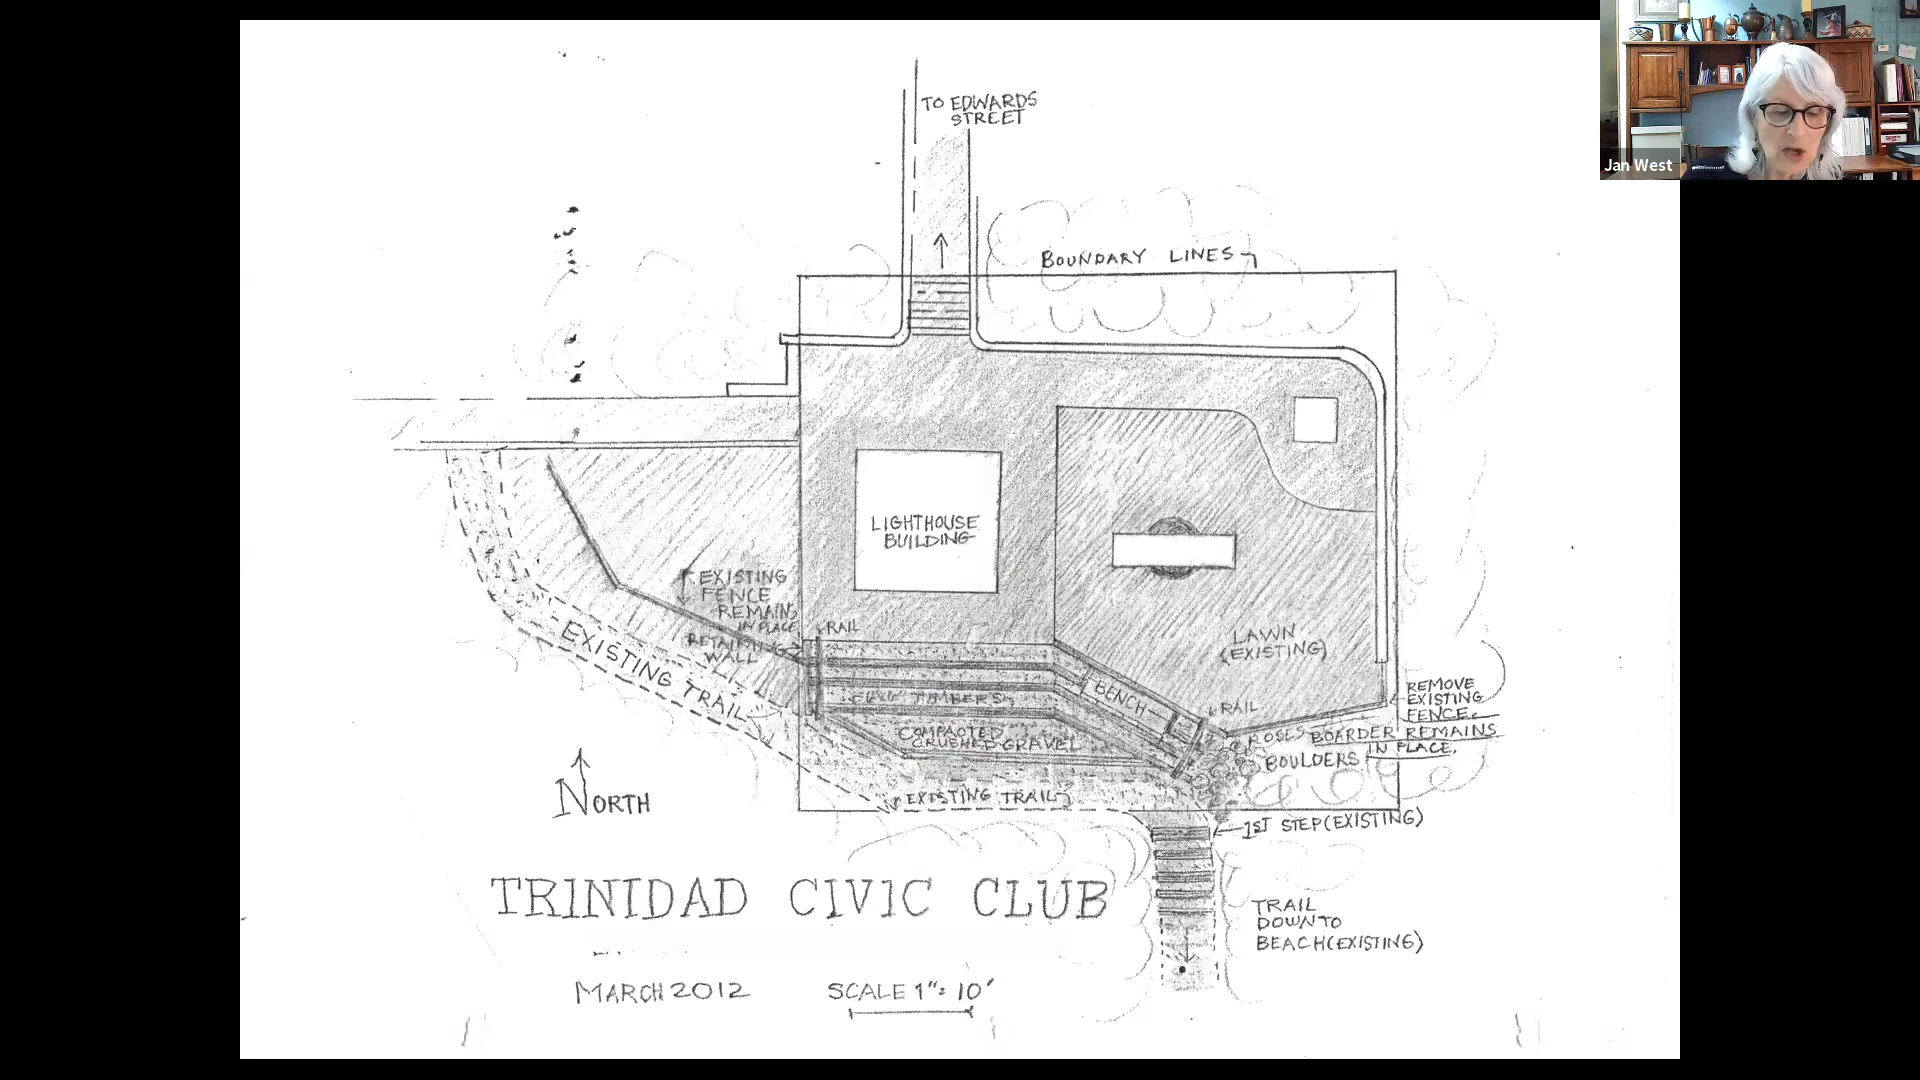 TO EDWARDS
STREET
Jan West
BOUNDARY LINES
LIGHTHOUSE
BUILDING
EXISTING
FENCE
REMAINS
IN PLACE
RETAINING
WALL
RAIL
EXISTING TRAIL
TIMBERS
COMPACTED
CRUSHED GRAVEL
EXISTING TRAIL
BENCH
RAIL
LAWN
(EXISTING)
REMOVE
EXISTING
FENCE.
ROSES BOARDER REMAINS
IN PLACE.
BOULDERS
1ST STEP (EXISTING)
TRAIL
DOWN TO
BEACH (EXISTING)
NORTH
TRINIDAD CIVIC CLUB
MARCH 2012
SCALE 1"= 10'